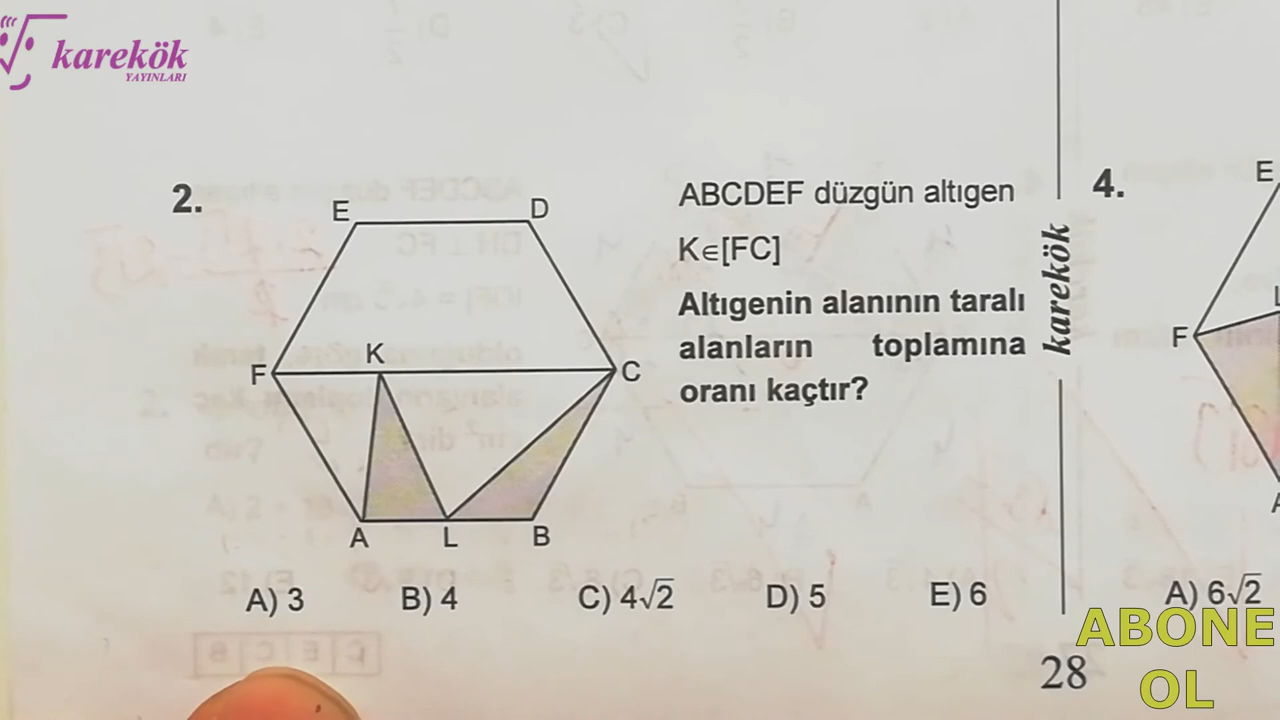 karekök
YAYINLARI
2.
E
D
F
K
C
A
L
B
ABCDEF düzgün altıgen
K∈[FC]
Altıgenin alanının taralı
alanların toplamına
oranı kaçtır?
A) 3 B) 4 C) 4√2 D) 5 E) 6
karekök
28
4.
E
L
F
A
A) 6√2
ABONE
OL